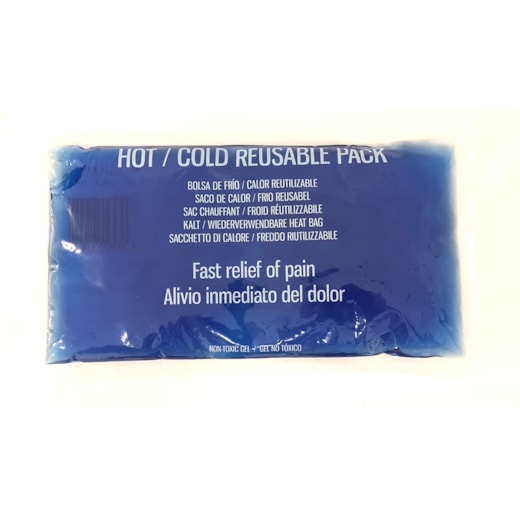 HOT / COLD REUSABLE PACK
BOLSA DE FRÍO / CALOR REUTILIZABLE
SACO DE CALOR / FRIO REUSABEL
SAC CHAUFFANT / FROID RÉUTILIZZABILE
KALT / WIEDERVERWENDBARE HEAT BAG
SACCHETTO DI CALORE / FREDDO RIUTILIZZABILE
Fast relief of pain
Alivio inmediato del dolor
NON-TOXIC GEL - GEL NO TÓXICO